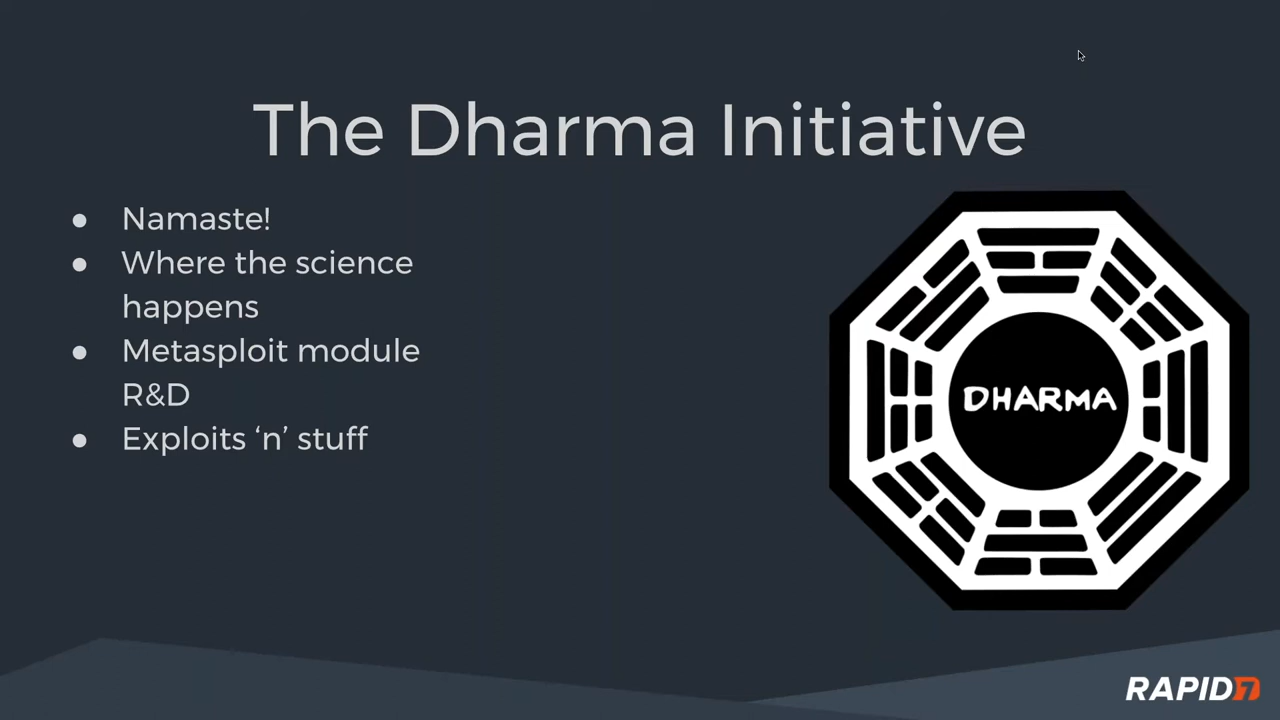 The Dharma Initiative
● Namaste!
● Where the science
happens
● Metasploit module
R&D
● Exploits ‘n’ stuff
DHARMA
RAPID7